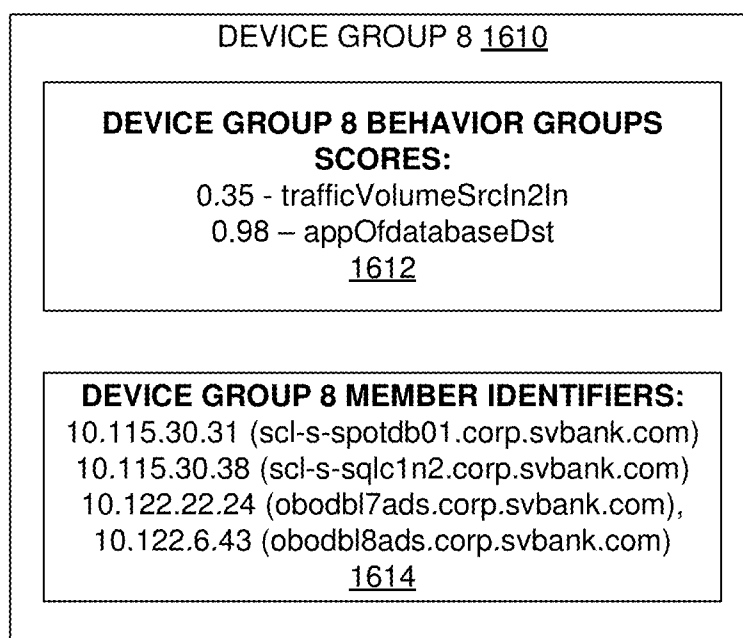 DEVICE GROUP 8 1610
DEVICE GROUP 8 BEHAVIOR GROUPS
SCORES:
0.35 - trafficVolumeSrcIn2In
0.98 – appOfdatabaseDst
1612
DEVICE GROUP 8 MEMBER IDENTIFIERS:
10.115.30.31 (scl-s-spotdb01.corp.svbank.com)
10.115.30.38 (scl-s-sqlc1n2.corp.svbank.com)
10.122.22.24 (obodbl7ads.corp.svbank.com),
10.122.6.43 (obodbl8ads.corp.svbank.com)
1614